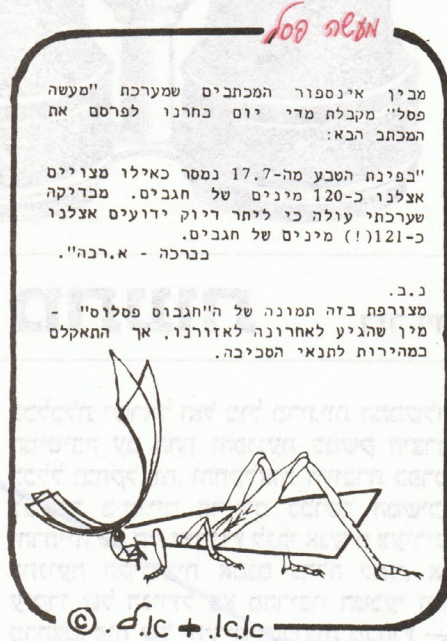 מעשה פסל
מבין אינספור המכתבים שמערכת "מעשה
פסל" מקבלת מדי יום בחרנו לפרסם את
המכתב הבא:
"בפינת הטבע מה-17.7 נמסר כאילו מצויים
אצלנו כ-120 מינים של חגבים. מבדיקה
שערכתי עולה כי ליתר דיוק ידועים אצלנו
כ-121(!) מינים של חגבים.
בברכה - א.רבה".
נ.ב.
מצורפת בזה תמונה של ה"חגבוס פסלוס" -
מין שהגיע לאחרונה לאזורנו, אך התאקלם
במהירות לתנאי הסביבה.
©